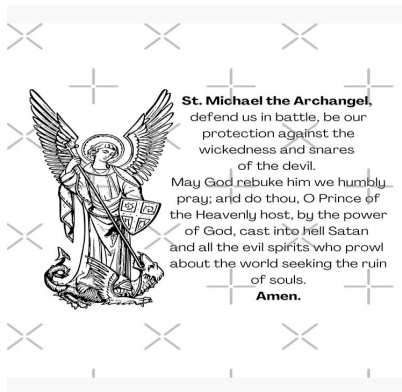 St. Michael the Archangel,
defend us in battle, be our
protection against the
wickedness and snares
of the devil.
May God rebuke him we humbly
pray; and do thou, O Prince of
the Heavenly host, by the power
of God, cast into hell Satan
and all the evil spirits who prowl
about the world seeking the ruin
of souls.
Amen.